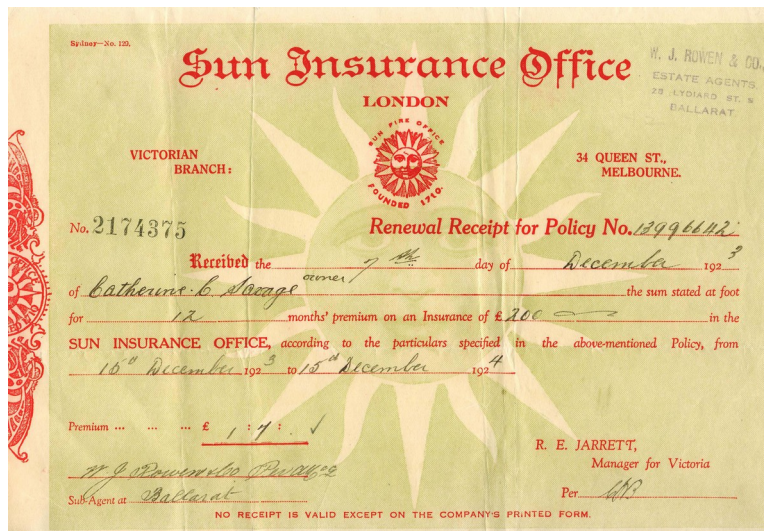 Sydney—No. 129.
Sun Insurance Office
LONDON
W. J. ROWEN & CO.,
ESTATE AGENTS,
BALLARAT
SUN FIRE OFFICE
FOUNDED 1710.
VICTORIAN
BRANCH:
34 QUEEN ST.,
MELBOURNE.
No. 2174375 Renewal Receipt for Policy No. 13996642
Received the 7th day of December 1923
of Catherine C. Savage owner the sum stated at foot
for 12 months' premium on an Insurance of £ 200 in the
SUN INSURANCE OFFICE, according to the particulars specified in the above-mentioned Policy, from
15th December 1923 to 15th December 1924
Premium ... ... ... £ 1 : 7 :
R. E. JARRETT,
Manager for Victoria
W J Rowen & Co
Sub-Agent at Ballarat
Per
NO RECEIPT IS VALID EXCEPT ON THE COMPANY'S PRINTED FORM.